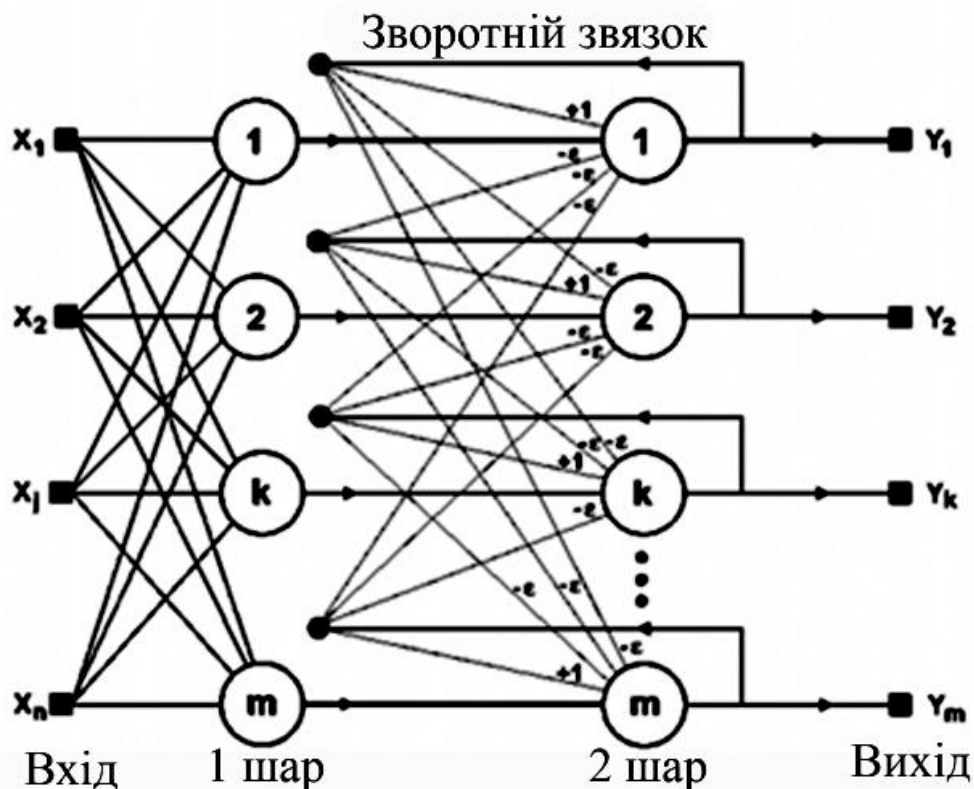 Зворотній звязок
+1
X₁ 1 1 Y₁
-ε
-ε
-ε
-ε
+1
X₂ 2 2 Y₂
-ε
-ε
-ε -ε
+1
Xⱼ k k Yₖ
-ε
-ε -ε
-ε
+1
Xₙ m m Yₘ
Вхід 1 шар 2 шар Вихід